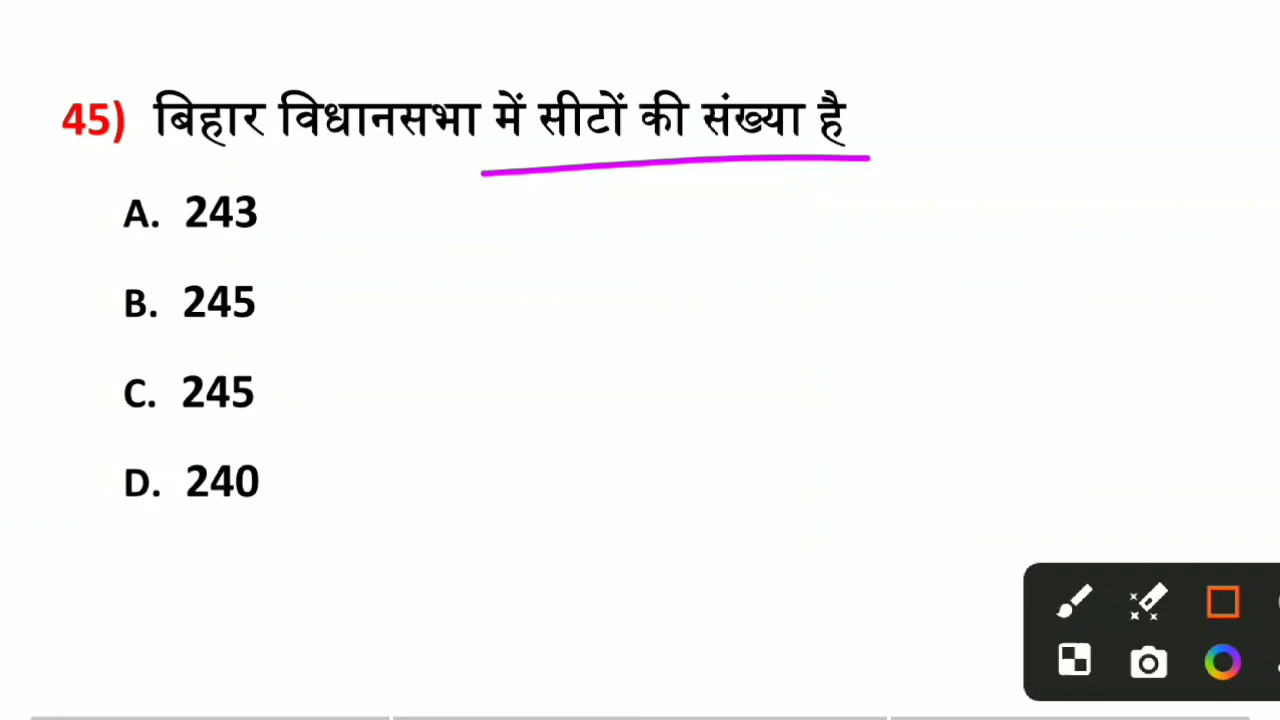 45) बिहार विधानसभा में सीटों की संख्या है
A. 243
B. 245
C. 245
D. 240